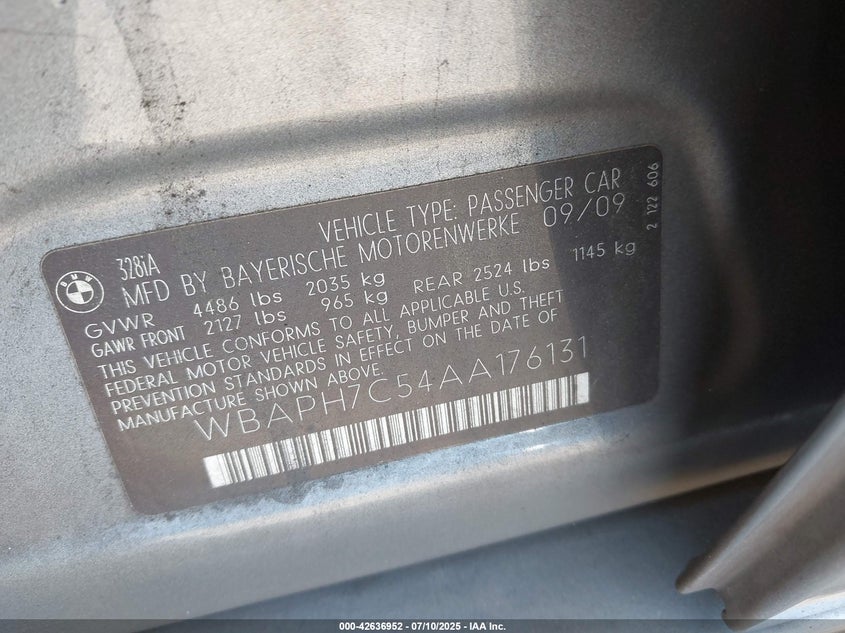 328iA
VEHICLE TYPE: PASSENGER CAR
MFD BY BAYERISCHE MOTORENWERKE 09/09
GVWR 4486 lbs 2035 kg
GAWR FRONT 2127 lbs 965 kg REAR 2524 lbs 1145 kg
THIS VEHICLE CONFORMS TO ALL APPLICABLE U.S.
FEDERAL MOTOR VEHICLE SAFETY, BUMPER AND THEFT
PREVENTION STANDARDS IN EFFECT ON THE DATE OF
MANUFACTURE SHOWN ABOVE.
WBAPH7C54AA176131
2 122 606
BMW
000-42636952 - 07/10/2025 - IAA Inc.